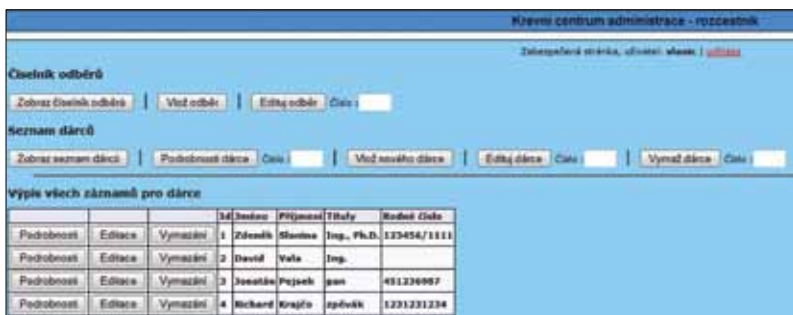 Krevní centrum administrace - rozcestník
Zabezpečená stránka, uživatel:
Číselník odběrů
Zobraz číselník odběrů | Vlož odběr | Edituj odběr Číslo :
Seznam dárců
Zobraz seznam dárců | Podrobnosti dárce Číslo : | Vlož nového dárce | Edituj dárce Číslo : | Vymaž dárce Číslo :
Výpis všech záznamů pro dárce
Id Jméno Příjmení Tituly Rodné číslo
Podrobnosti Editace Vymazání 1 Zdeněk Slanina Ing., Ph.D. 123456/1111
Podrobnosti Editace Vymazání 2 David Vala Ing.
Podrobnosti Editace Vymazání 3 Jonatán Pejsek pan 451236987
Podrobnosti Editace Vymazání 4 Richard Krajčo zpěvák 1231231234